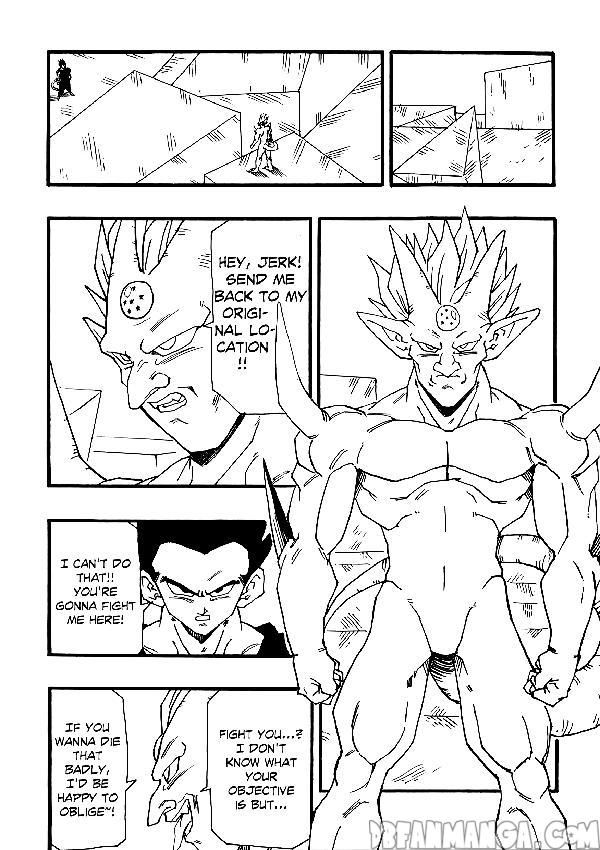 HEY, JERK!
SEND ME
BACK TO MY
ORIGI-
NAL LO-
CATION
!!
I CAN'T DO
THAT!!
YOU'RE
GONNA FIGHT
ME HERE!
FIGHT YOU...?
I DON'T
KNOW WHAT
YOUR
OBJECTIVE
IS BUT...
IF YOU
WANNA DIE
THAT
BADLY,
I'D BE
HAPPY TO
OBLIGE~!
DBFANMANGA.COM